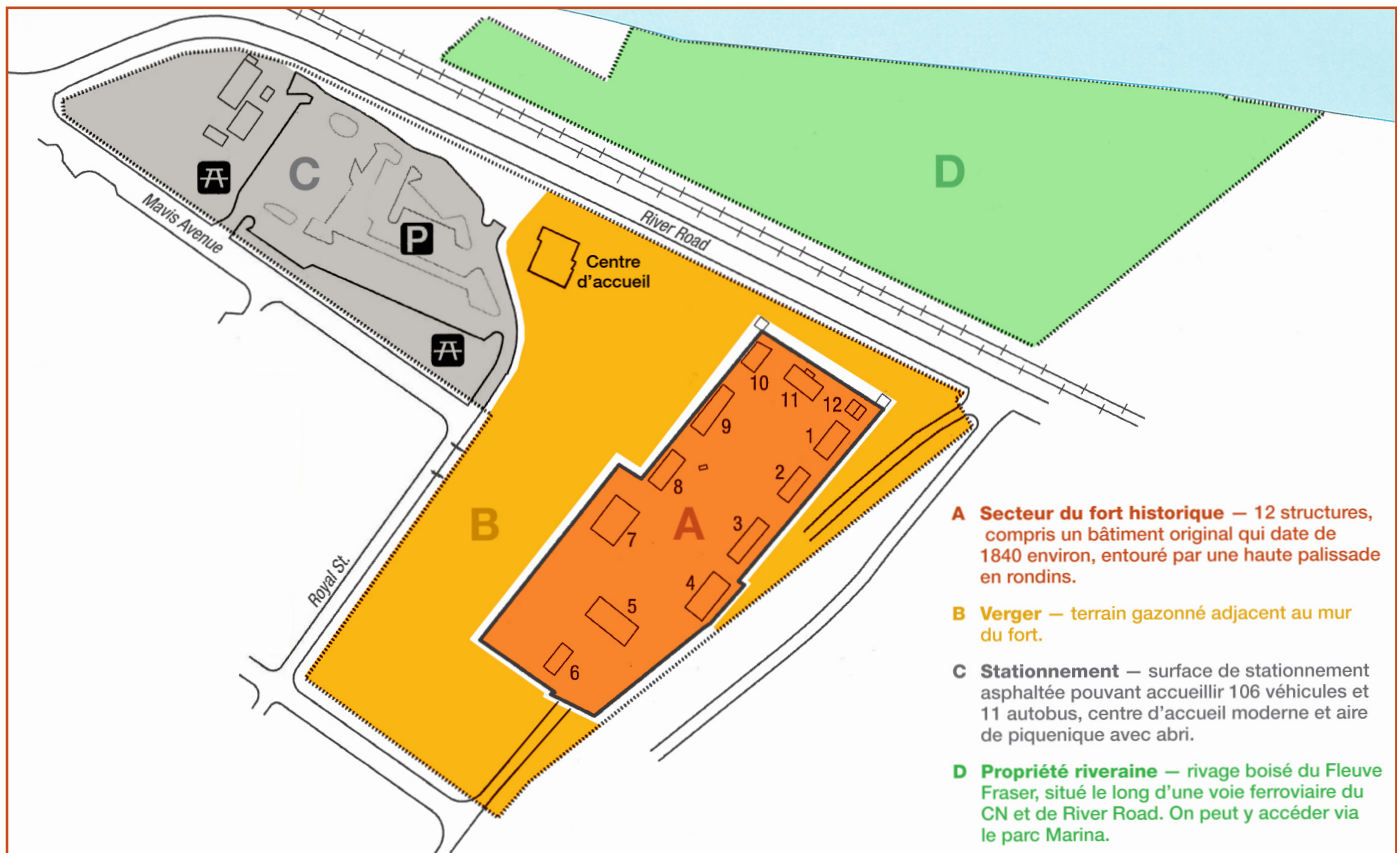 C
D
P
Mavis Avenue
River Road
Centre
d'accueil
10
11
12
9
1
8
2
B
A
3
7
4
5
6
Royal St.
A Secteur du fort historique — 12 structures,
compris un bâtiment original qui date de
1840 environ, entouré par une haute palissade
en rondins.
B Verger — terrain gazonné adjacent au mur
du fort.
C Stationnement — surface de stationnement
asphaltée pouvant accueillir 106 véhicules et
11 autobus, centre d'accueil moderne et aire
de piquenique avec abri.
D Propriété riveraine — rivage boisé du Fleuve
Fraser, situé le long d'une voie ferroviaire du
CN et de River Road. On peut y accéder via
le parc Marina.